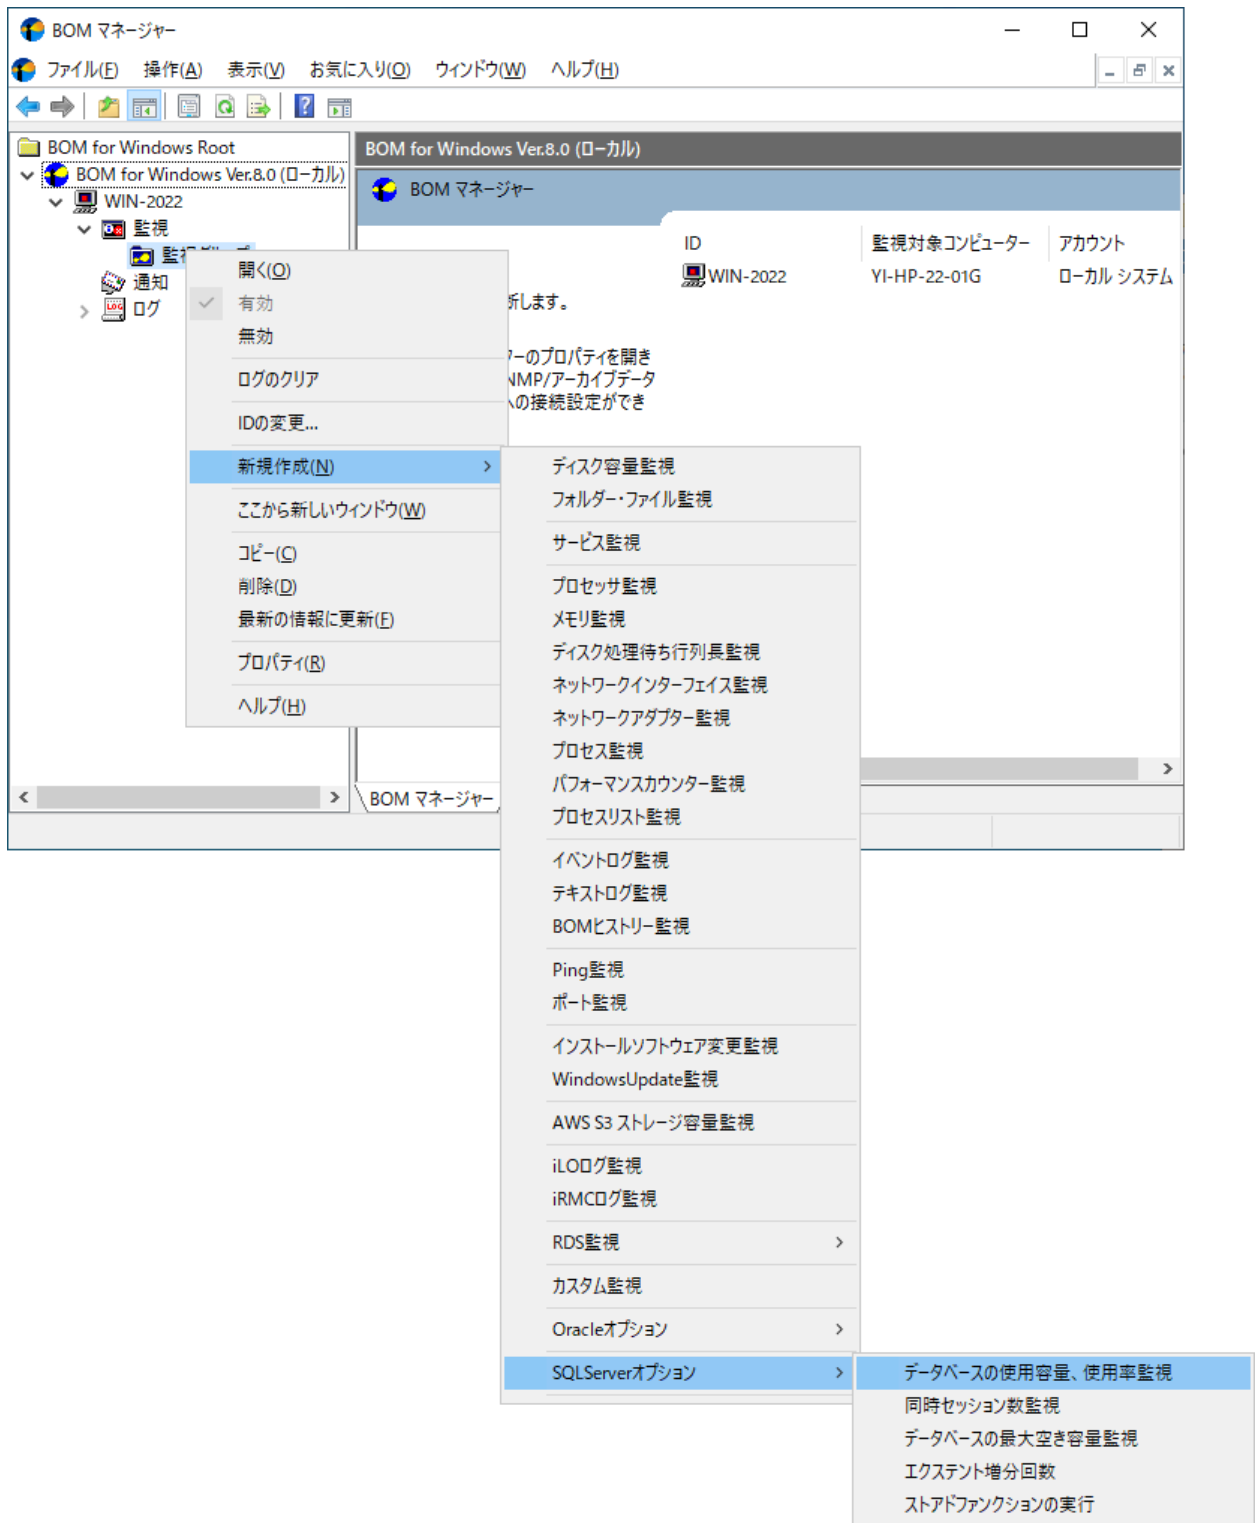 BOM マネージャー
ファイル(F) 操作(A) 表示(V) お気に入り(O) ウィンドウ(W) ヘルプ(H)
BOM for Windows Root
BOM for Windows Ver.8.0 (ローカル)
WIN-2022
監視
通知
ログ
BOM for Windows Ver.8.0 (ローカル)
BOM マネージャー
ID 監視対象コンピューター アカウント
WIN-2022 YI-HP-22-01G ローカル システム
します。
のプロパティを開き
NMP/アーカイブデータ
への接続設定ができ
BOM マネージャー
開く(O)
有効
無効
ログのクリア
IDの変更...
新規作成(N)
ここから新しいウィンドウ(W)
コピー(C)
削除(D)
最新の情報に更新(F)
プロパティ(R)
ヘルプ(H)
ディスク容量監視
フォルダー・ファイル監視
サービス監視
プロセッサ監視
メモリ監視
ディスク処理待ち行列長監視
ネットワークインターフェイス監視
ネットワークアダプター監視
プロセス監視
パフォーマンスカウンター監視
プロセスリスト監視
イベントログ監視
テキストログ監視
BOMヒストリー監視
Ping監視
ポート監視
インストールソフトウェア変更監視
WindowsUpdate監視
AWS S3 ストレージ容量監視
iLOログ監視
iRMCログ監視
RDS監視
カスタム監視
Oracleオプション
SQLServerオプション
データベースの使用容量、使用率監視
同時セッション数監視
データベースの最大空き容量監視
エクステント増分回数
ストアドファンクションの実行